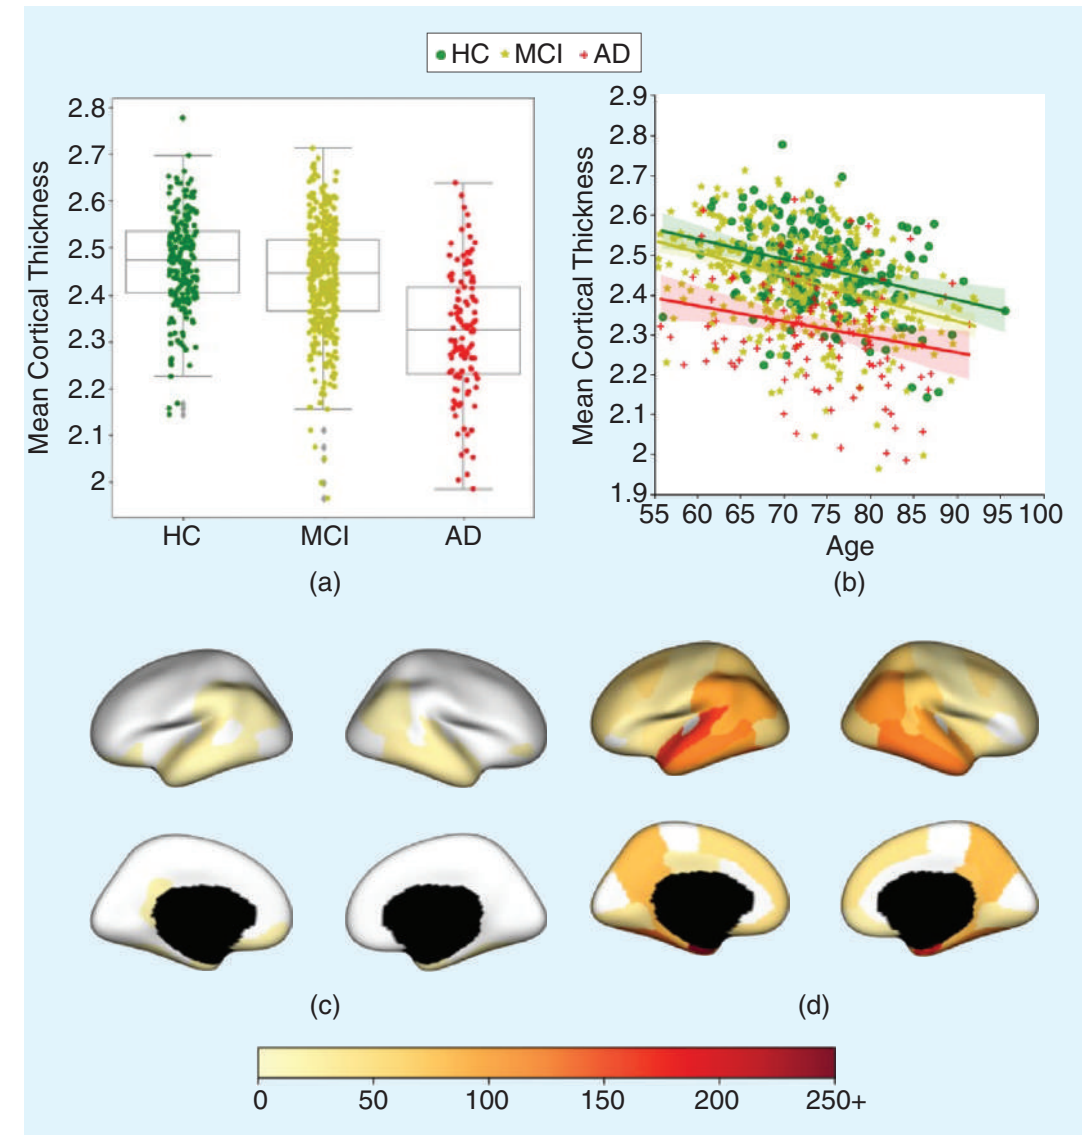 HC MCI AD
2.8
2.7
2.6
2.5
2.4
2.3
2.2
2.1
2
Mean Cortical Thickness
HC MCI AD
(a)
2.9
2.8
2.7
2.6
2.5
2.4
2.3
2.2
2.1
2
1.9
Mean Cortical Thickness
55 60 65 70 75 80 85 90 95 100
Age
(b)
(c)
(d)
0 50 100 150 200 250+